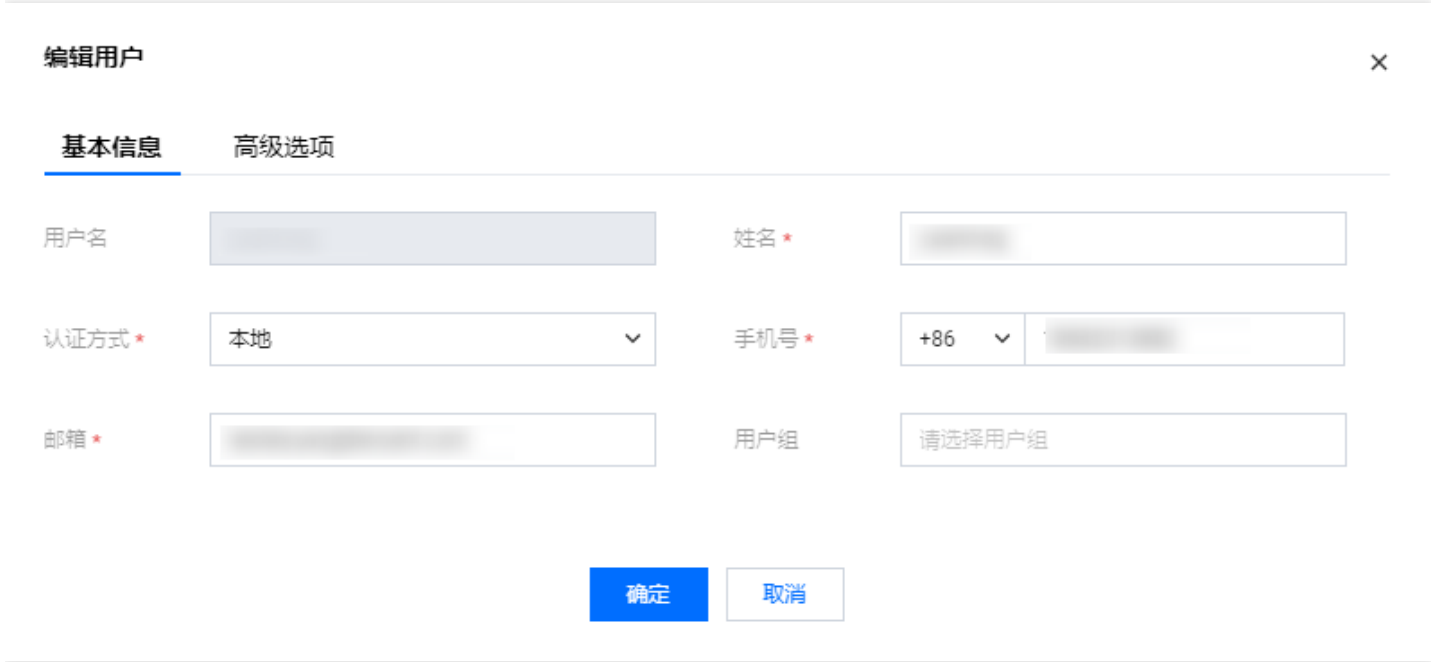 编辑用户
基本信息 高级选项
用户名
姓名 *
认证方式 * 本地
手机号 * +86
邮箱 *
用户组 请选择用户组
确定 取消